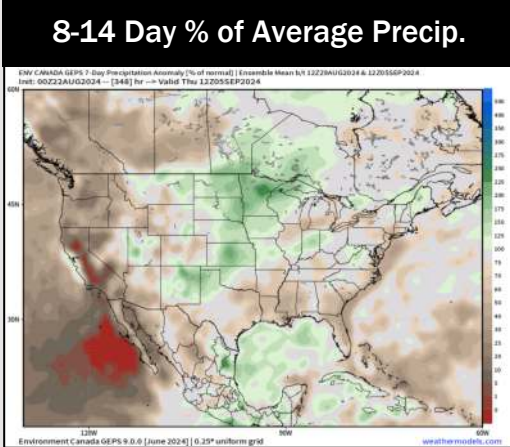 8-14 Day % of Average Precip.
ENV CANADA GEPS 7-Day Precipitation Anomaly [% of normal] | Ensemble Mean b/t 12Z29AUG2024 & 12Z05SEP2024
Init: 00Z22AUG2024 -- [348] hr --> Valid Thu 12Z05SEP2024
60N
45N
30N
120W
90W
60W
Environment Canada GEPS 9.0.0 [June 2024] | 0.25° uniform grid
weathermodels.com